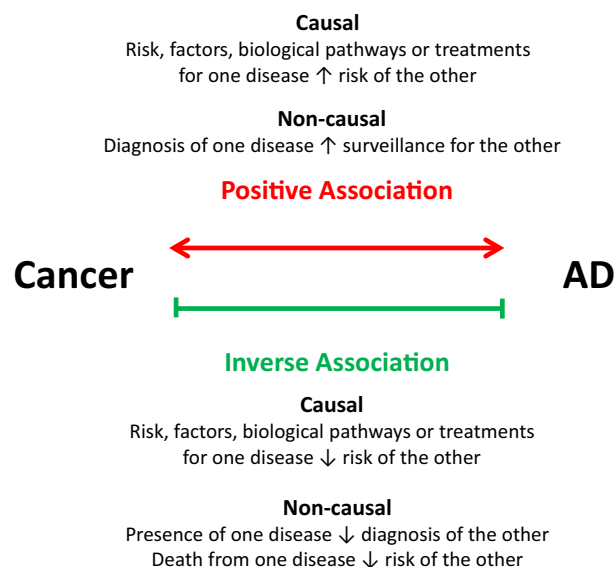 Causal
Risk, factors, biological pathways or treatments
for one disease ↑ risk of the other
Non-causal
Diagnosis of one disease ↑ surveillance for the other
Positive Association
Cancer
AD
Inverse Association
Causal
Risk, factors, biological pathways or treatments
for one disease ↓ risk of the other
Non-causal
Presence of one disease ↓ diagnosis of the other
Death from one disease ↓ risk of the other